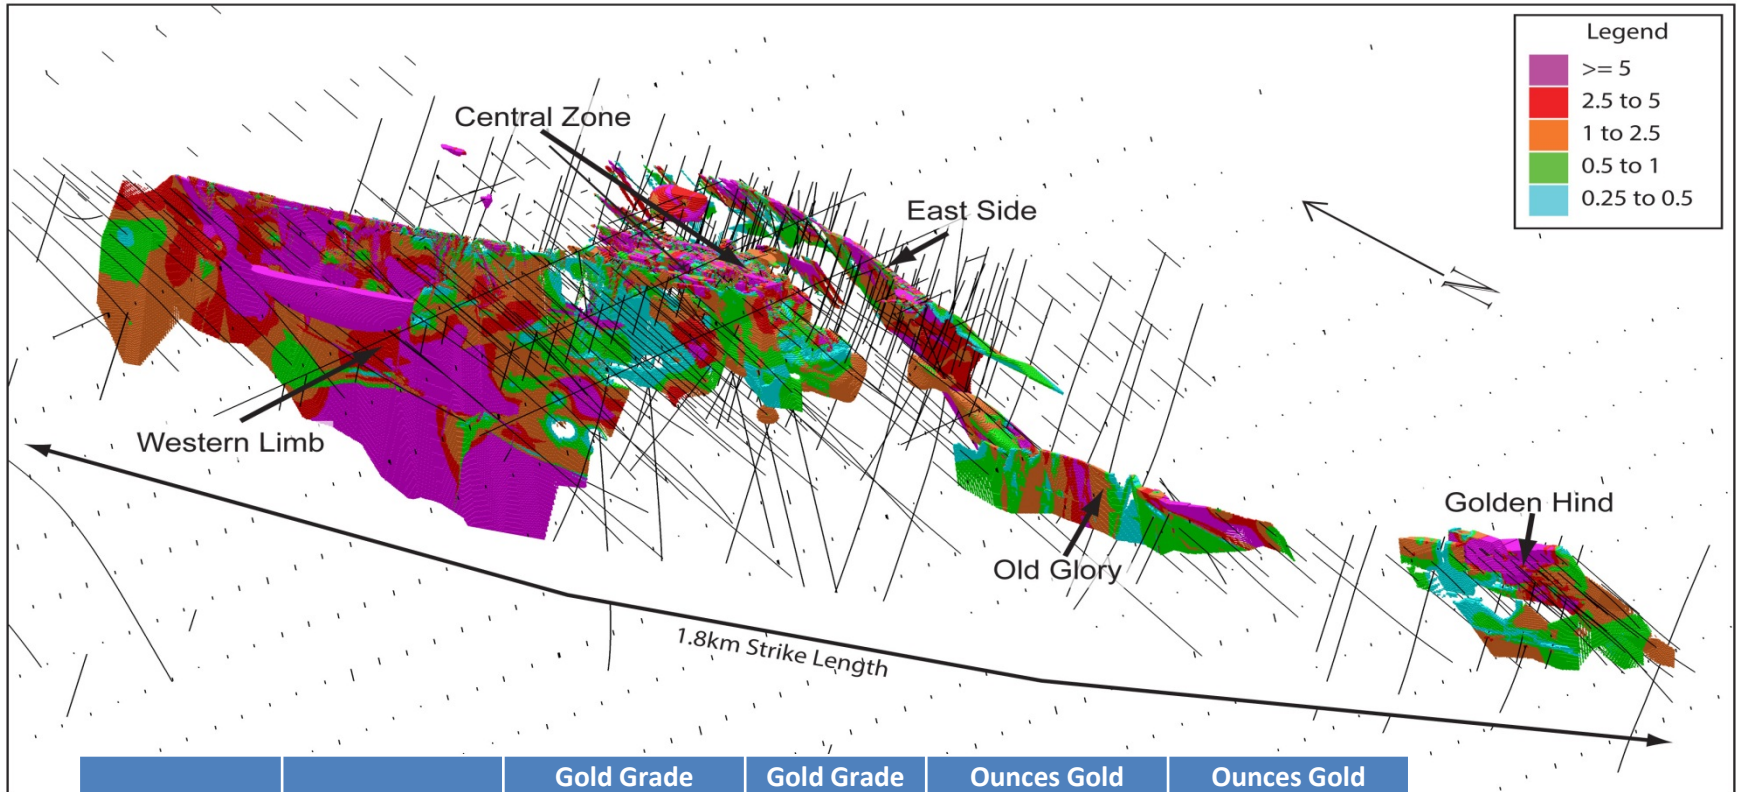 Legend
>= 5
2.5 to 5
1 to 2.5
0.5 to 1
0.25 to 0.5
Central Zone
East Side
N
Western Limb
Golden Hind
Old Glory
1.8km Strike Length
Gold Grade Gold Grade Ounces Gold Ounces Gold